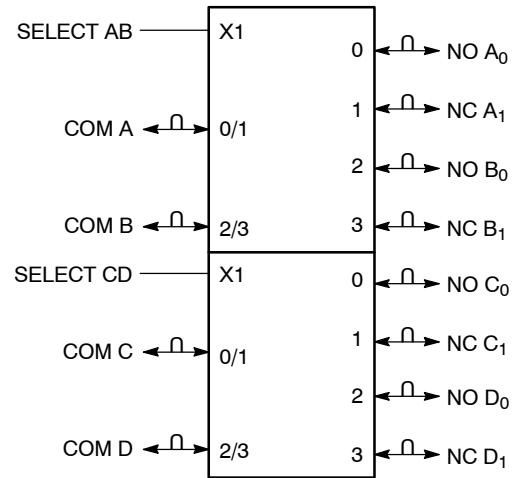 SELECT AB X1
0 NO A₀
1 NC A₁
COM A 0/1
2 NO B₀
COM B 2/3 3 NC B₁
SELECT CD X1 0 NO C₀
1 NC C₁
COM C 0/1
2 NO D₀
COM D 2/3 3 NC D₁